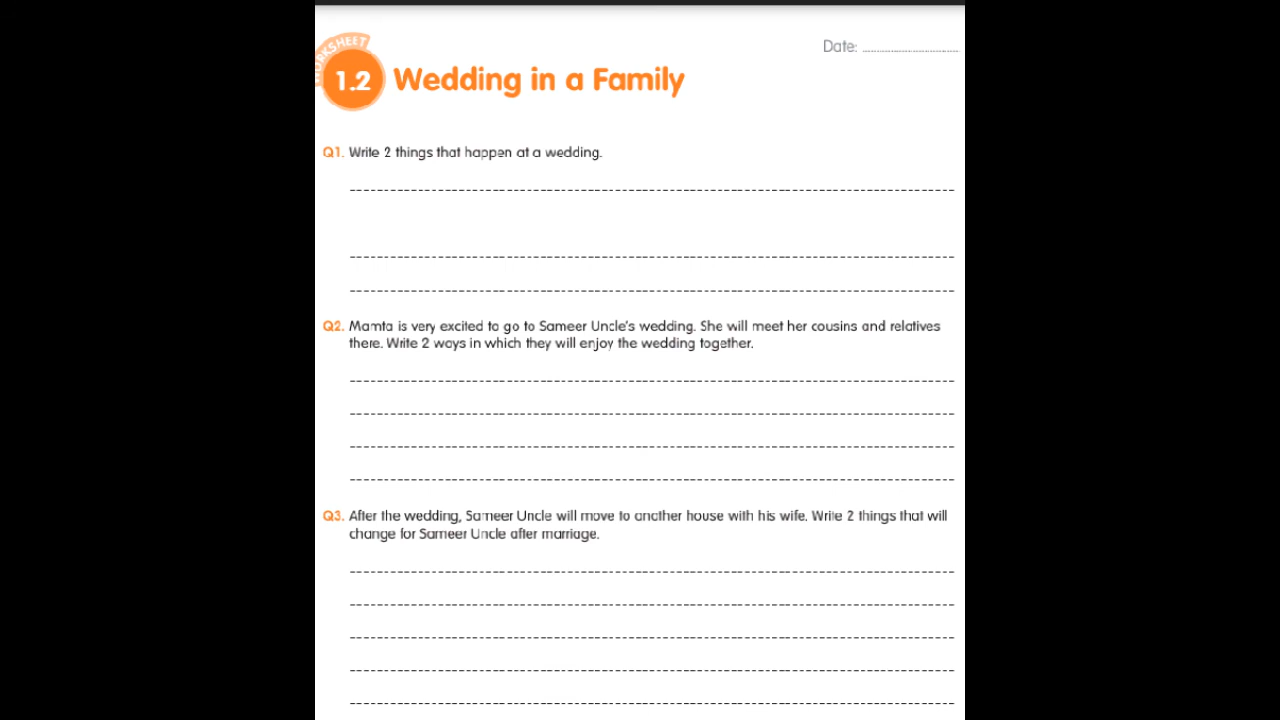 WORKSHEET
Date:
1.2 Wedding in a Family
Q1. Write 2 things that happen at a wedding.
Q2. Mamta is very excited to go to Sameer Uncle's wedding. She will meet her cousins and relatives
there. Write 2 ways in which they will enjoy the wedding together.
Q3. After the wedding, Sameer Uncle will move to another house with his wife. Write 2 things that will
change for Sameer Uncle after marriage.